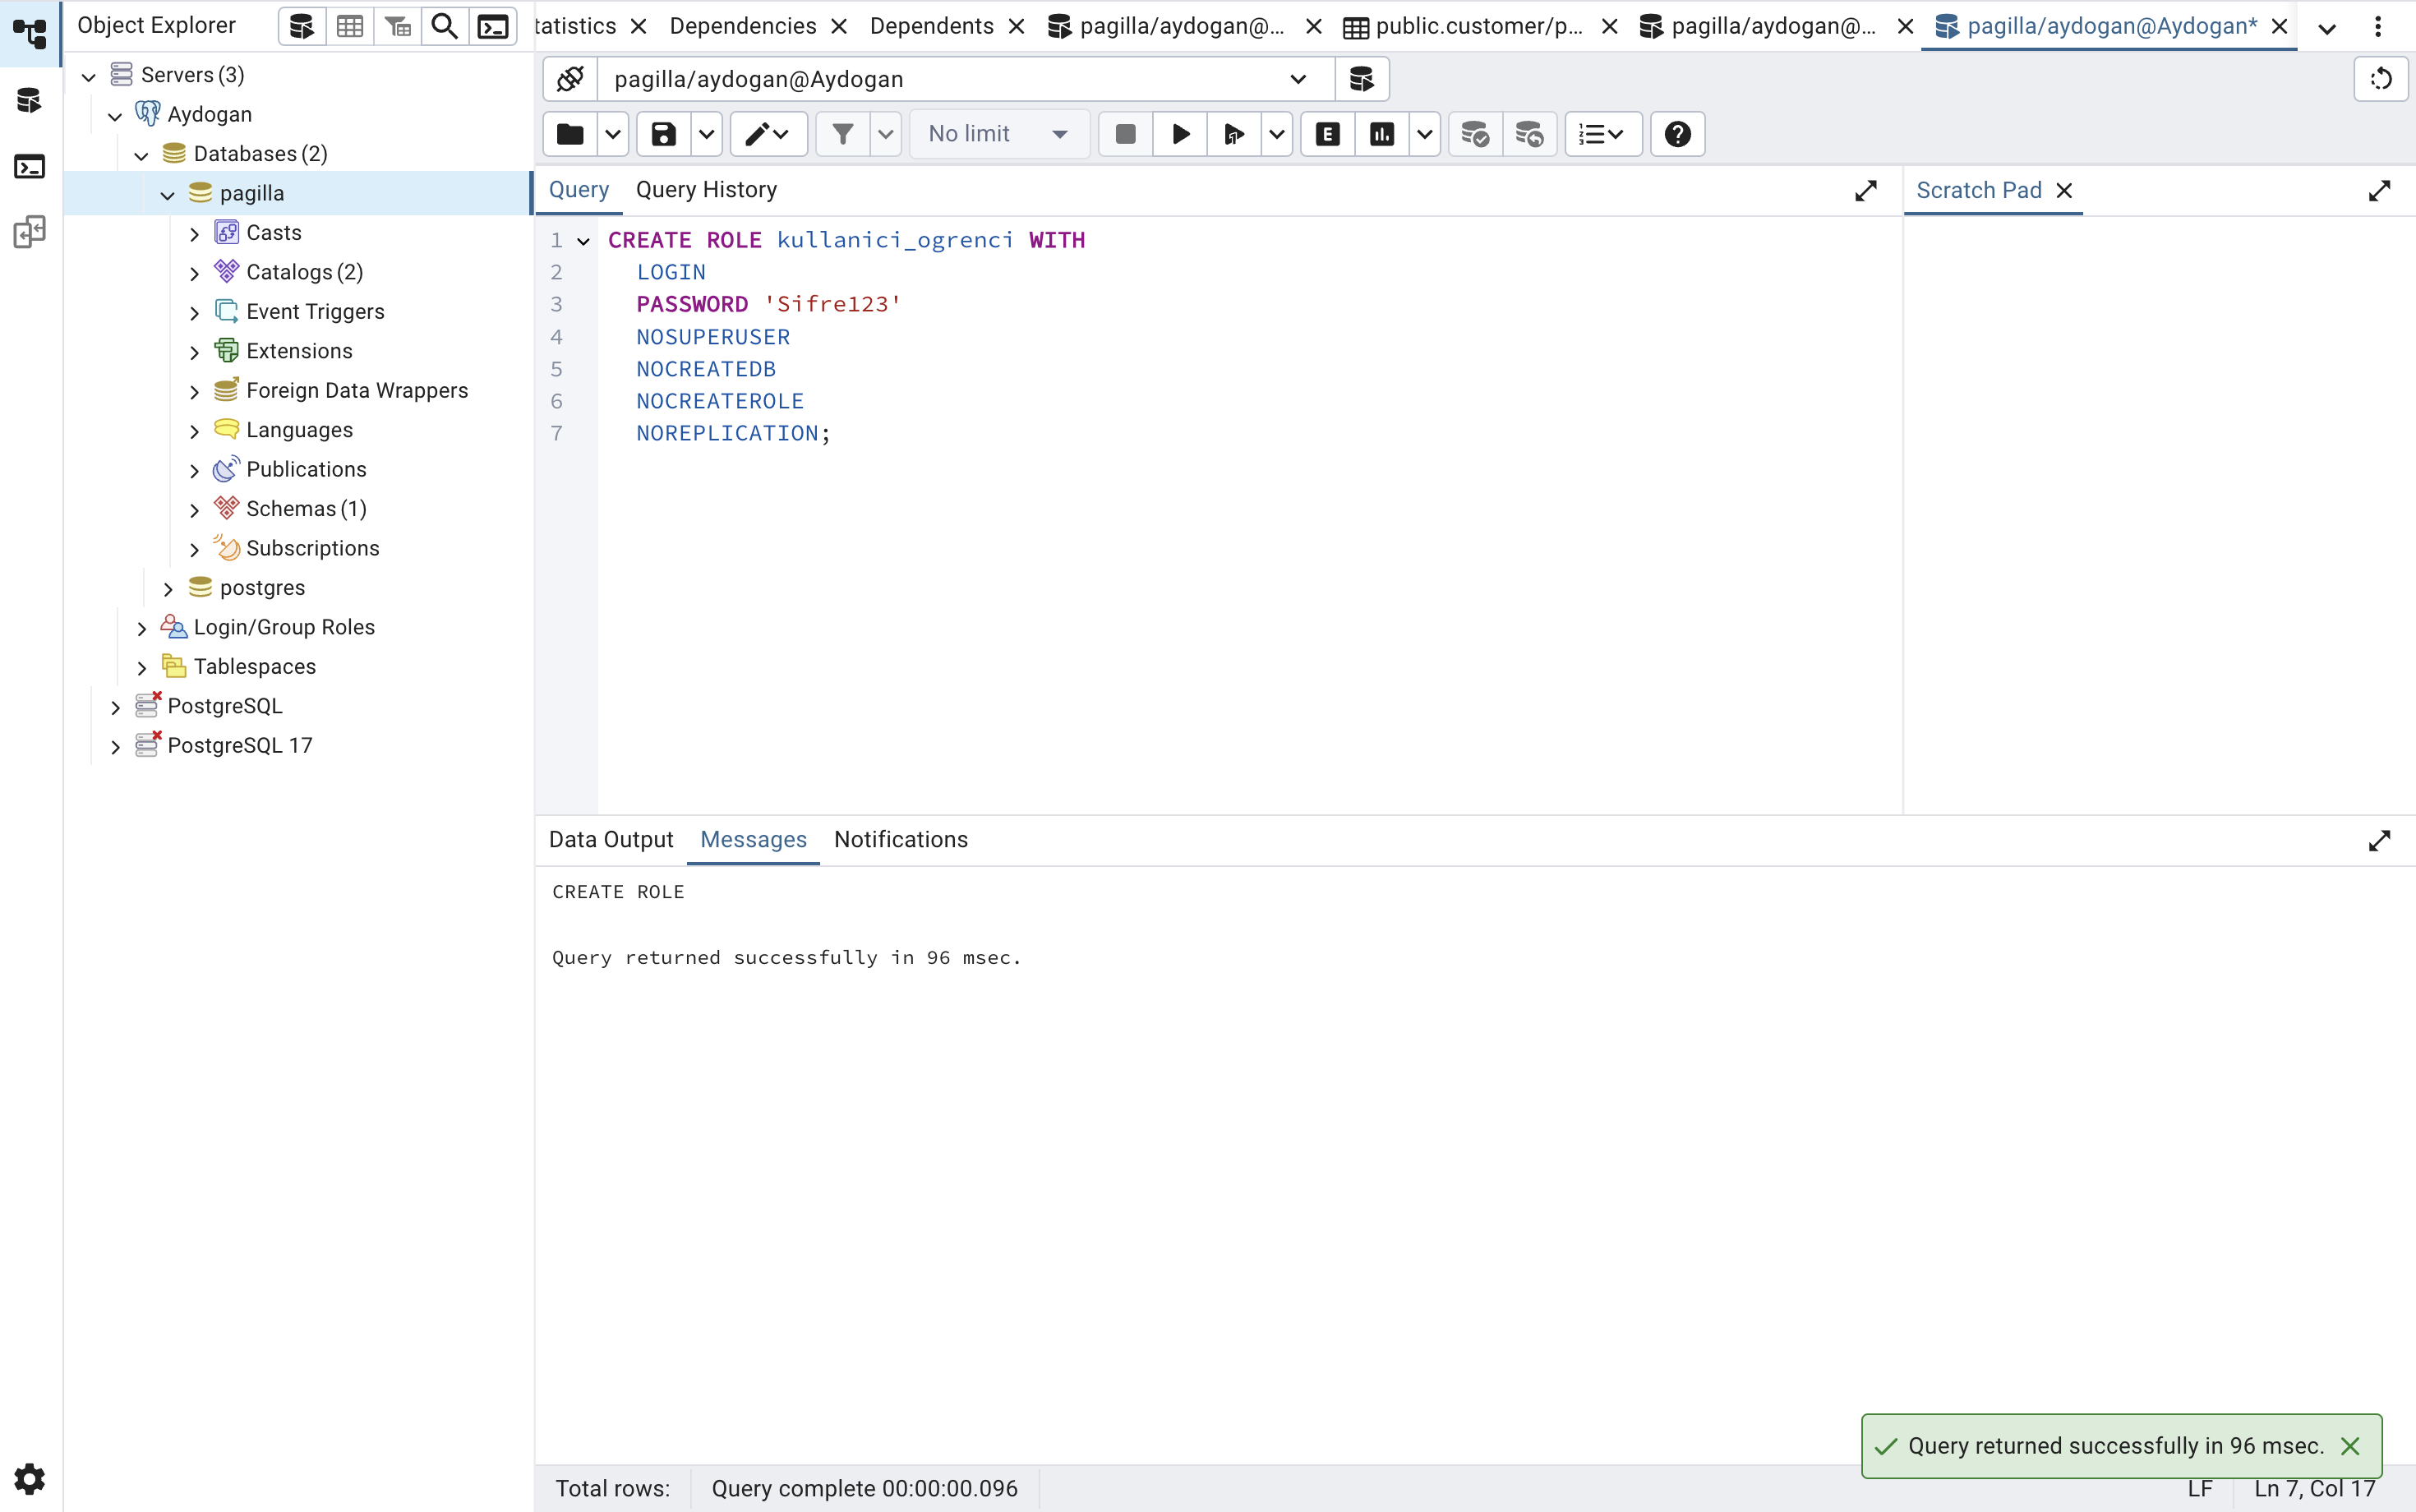 Object Explorer
tatistics
Dependencies
Dependents
pagilla/aydogan@...
public.customer/p...
pagilla/aydogan@...
pagilla/aydogan@Aydogan*
Servers (3)
Aydogan
Databases (2)
pagilla
Casts
Catalogs (2)
Event Triggers
Extensions
Foreign Data Wrappers
Languages
Publications
Schemas (1)
Subscriptions
postgres
Login/Group Roles
Tablespaces
PostgreSQL
PostgreSQL 17
pagilla/aydogan@Aydogan
No limit
E
Query
Query History
Scratch Pad
1 CREATE ROLE kullanici_ogrenci WITH
2 LOGIN
3 PASSWORD 'Sifre123'
4 NOSUPERUSER
5 NOCREATEDB
6 NOCREATEROLE
7 NOREPLICATION;
Data Output
Messages
Notifications
CREATE ROLE
Query returned successfully in 96 msec.
Query returned successfully in 96 msec.
Total rows:
Query complete 00:00:00.096
LF
Ln 7, Col 17